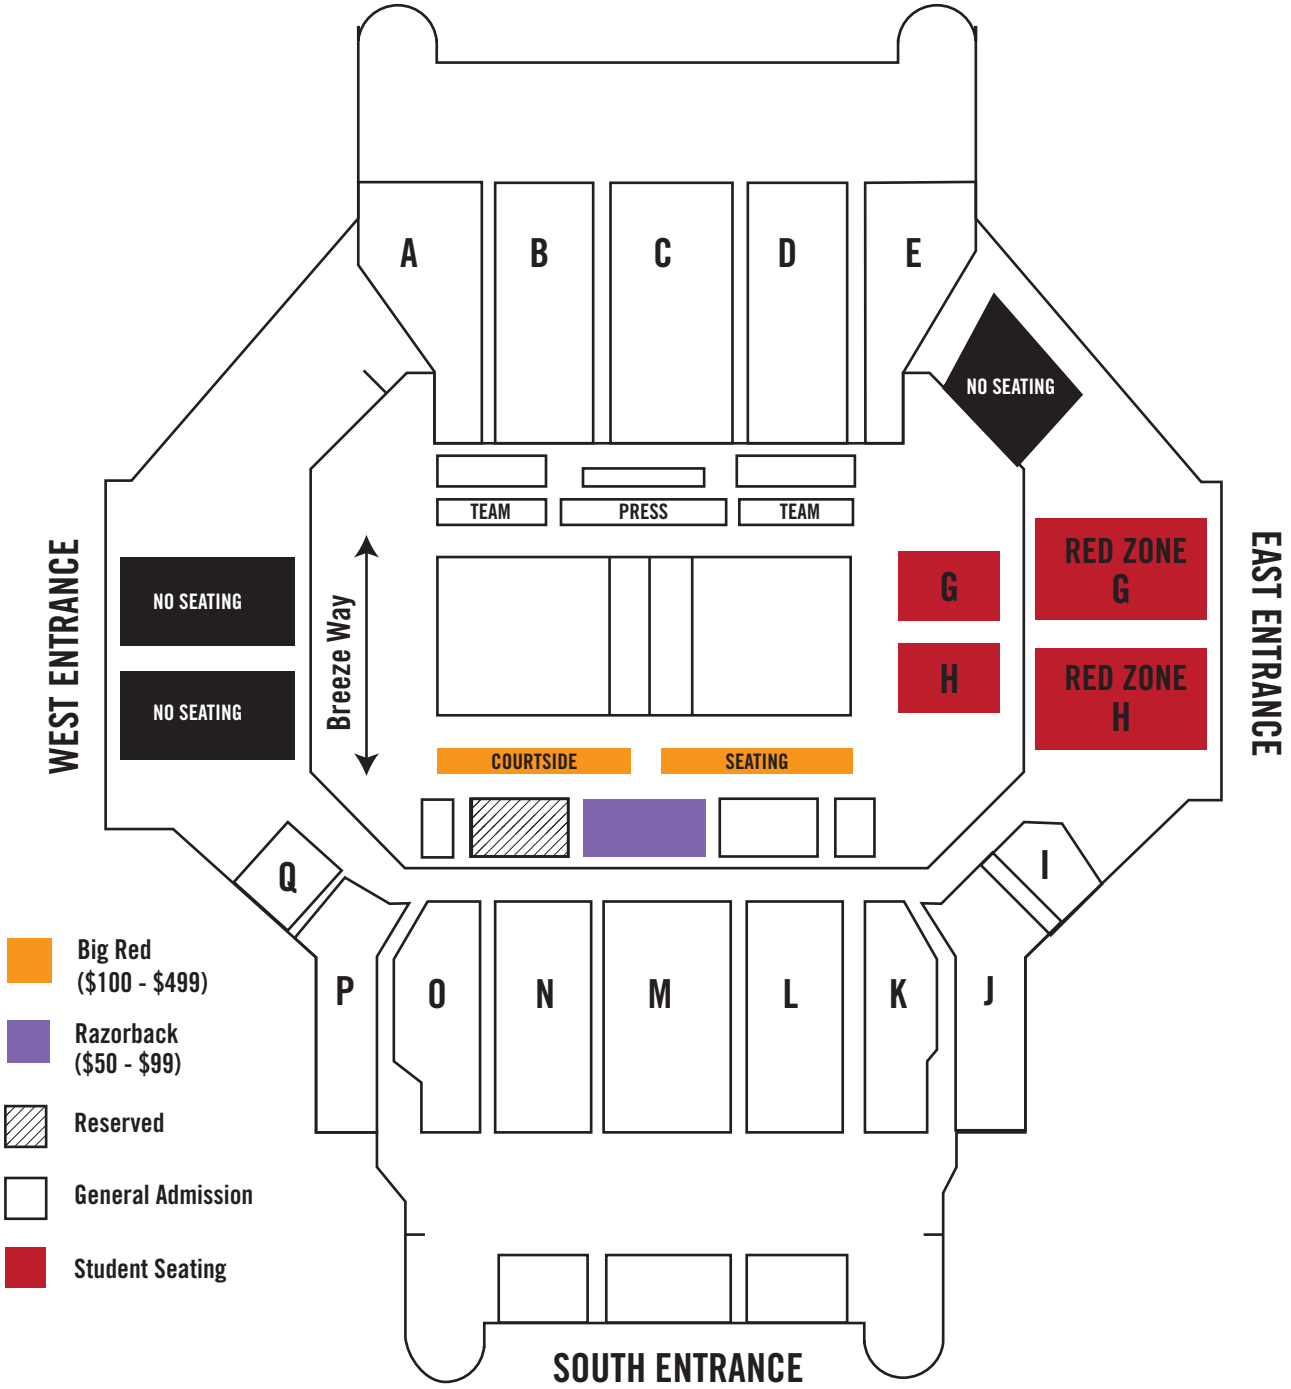 A
B
C
D
E
NO SEATING
TEAM
PRESS
TEAM
WEST ENTRANCE
NO SEATING
NO SEATING
Breeze Way
G
H
RED ZONE
G
RED ZONE
H
EAST ENTRANCE
COURTSIDE
SEATING
Q
I
P
O
N
M
L
K
J
Big Red
($100 - $499)
Razorback
($50 - $99)
Reserved
General Admission
Student Seating
SOUTH ENTRANCE